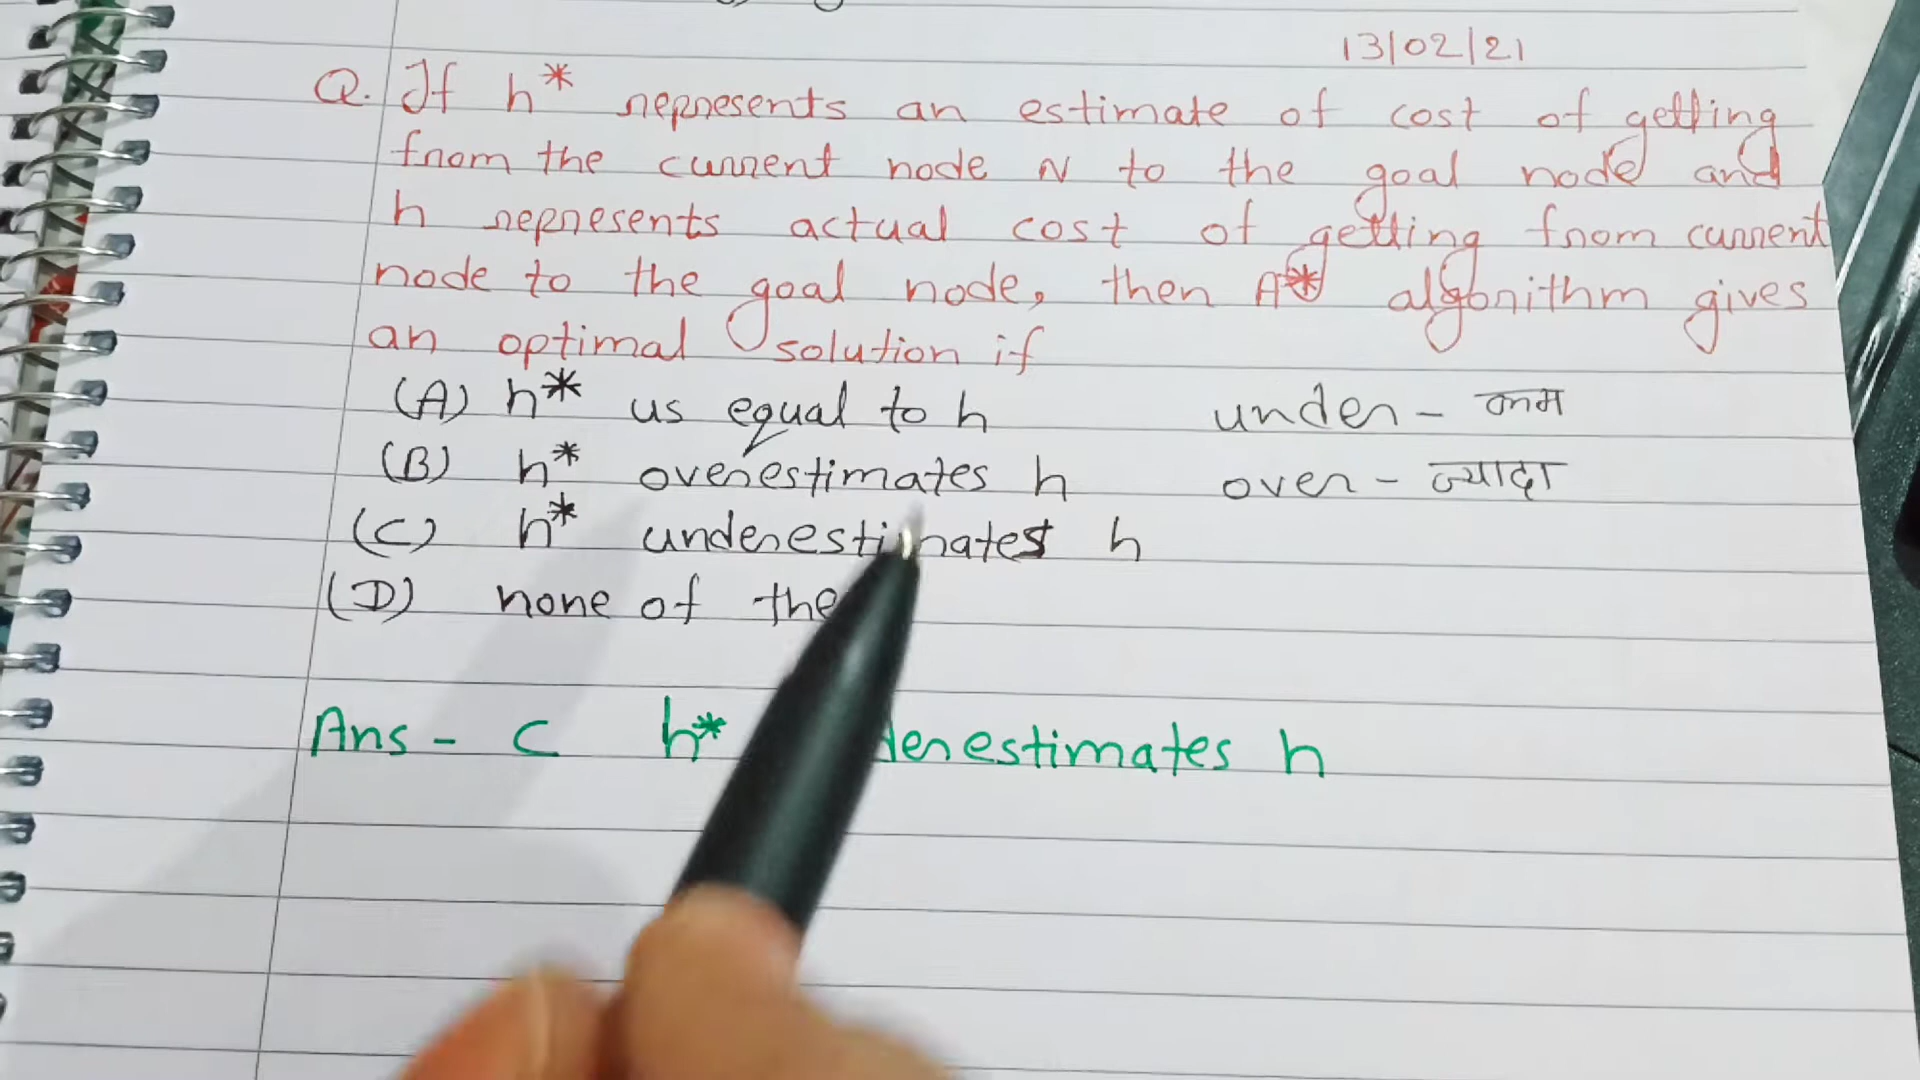 13/02/21
Q. If h* represents an estimate of cost of getting
from the current node N to the goal node and
h represents actual cost of getting from current
node to the goal node, then A* algorithm gives
an optimal solution if
(A) h* us equal to h under - कम
(B) h* overestimates h over - ज्यादा
(C) h* underestimates h
(D) none of the
Ans - C h* underestimates h